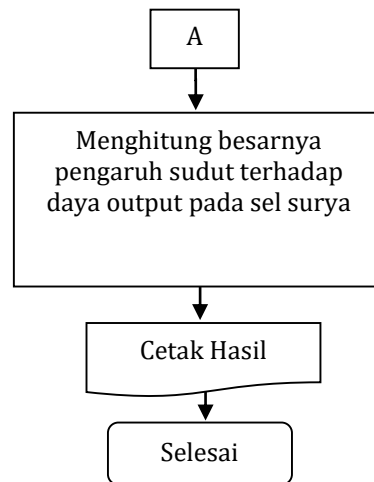 A
Menghitung besarnya
pengaruh sudut terhadap
daya output pada sel surya
Cetak Hasil
Selesai